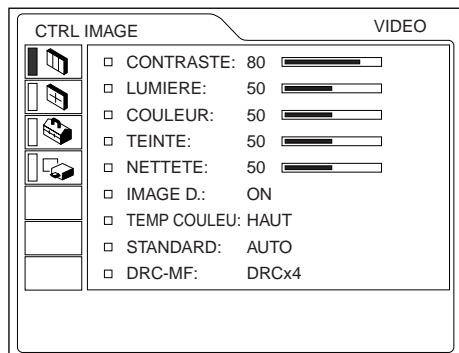 CTRL IMAGE
VIDEO
CONTRASTE: 80
LUMIERE: 50
COULEUR: 50
TEINTE: 50
NETTETE: 50
IMAGE D.: ON
TEMP COULEU: HAUT
STANDARD: AUTO
DRC-MF: DRCx4